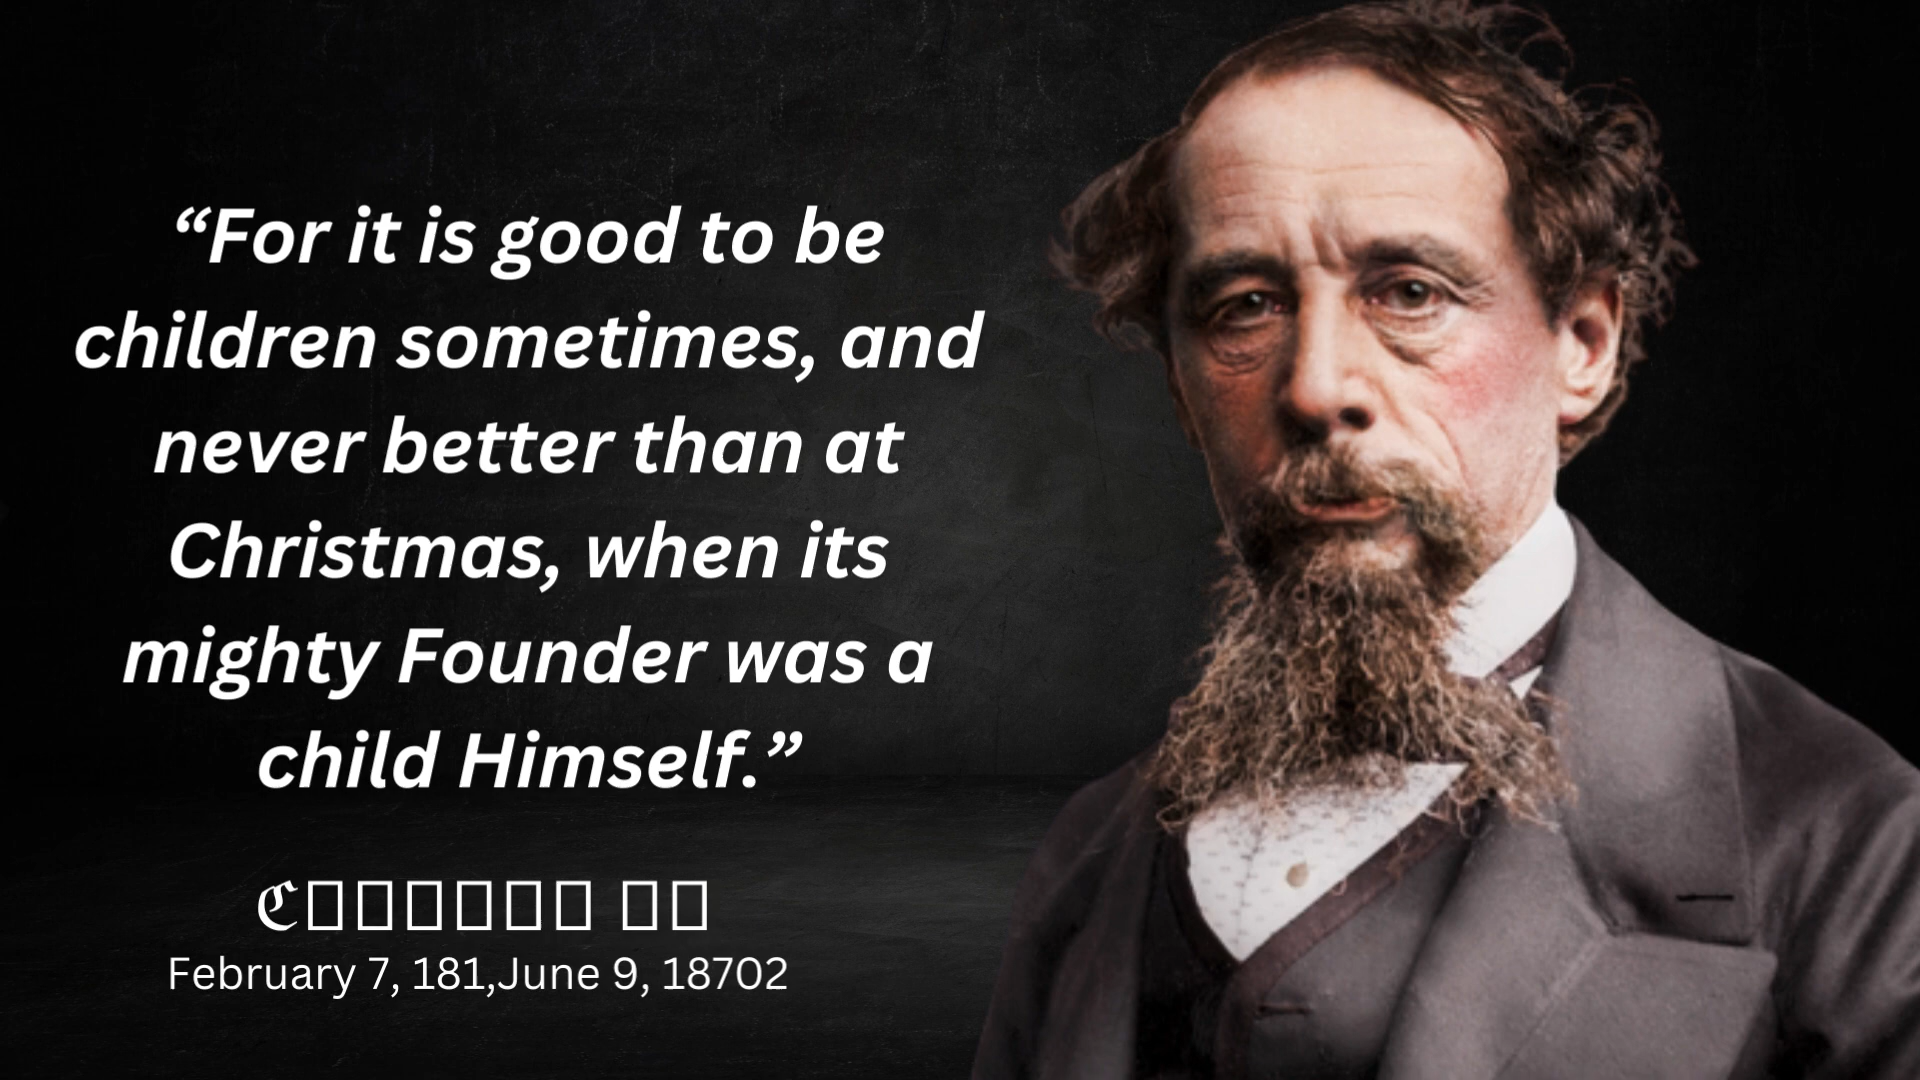 “For it is good to be
children sometimes, and
never better than at
Christmas, when its
mighty Founder was a
child Himself.”
ℭ▯▯▯▯▯▯ ▯▯
February 7, 181,June 9, 18702